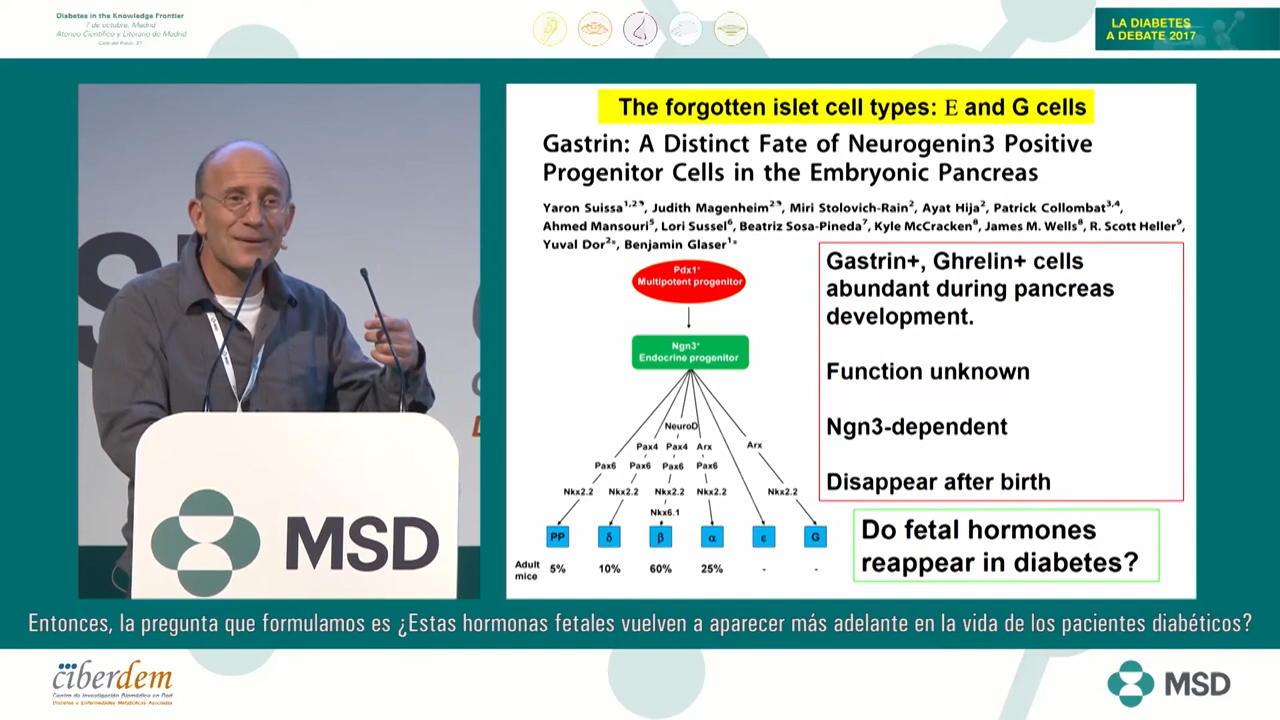 Diabetes in the Knowledge Frontier
7 de octubre, Madrid
Ateneo Científico y Literario de Madrid
Calle del Prado, 21
LA DIABETES
A DEBATE 2017
The forgotten islet cell types: E and G cells
Gastrin: A Distinct Fate of Neurogenin3 Positive
Progenitor Cells in the Embryonic Pancreas
Yaron Suissa1,2◥, Judith Magenheim2◥, Miri Stolovich-Rain2, Ayat Hija2, Patrick Collombat3,4,
Ahmed Mansouri5, Lori Sussel6, Beatriz Sosa-Pineda7, Kyle McCracken8, James M. Wells8, R. Scott Heller9,
Yuval Dor2*, Benjamin Glaser1*
Pdx1+
Multipotent progenitor
Ngn3+
Endocrine progenitor
NeuroD
Pax4 Pax4 Arx Arx
Pax6 Pax6 Pax6 Pax6
Nkx2.2 Nkx2.2 Nkx2.2 Nkx2.2 Nkx2.2
Nkx6.1
PP δ β α ε G
Adult
mice
5% 10% 60% 25% - -
Gastrin+, Ghrelin+ cells
abundant during pancreas
development.
Function unknown
Ngn3-dependent
Disappear after birth
Do fetal hormones
reappear in diabetes?
MSD
Entonces, la pregunta que formulamos es ¿Estas hormonas fetales vuelven a aparecer más adelante en la vida de los pacientes diabéticos?
ciberdem
Centro de Investigación Biomédica en Red
Diabetes y Enfermedades Metabólicas Asociadas
MSD